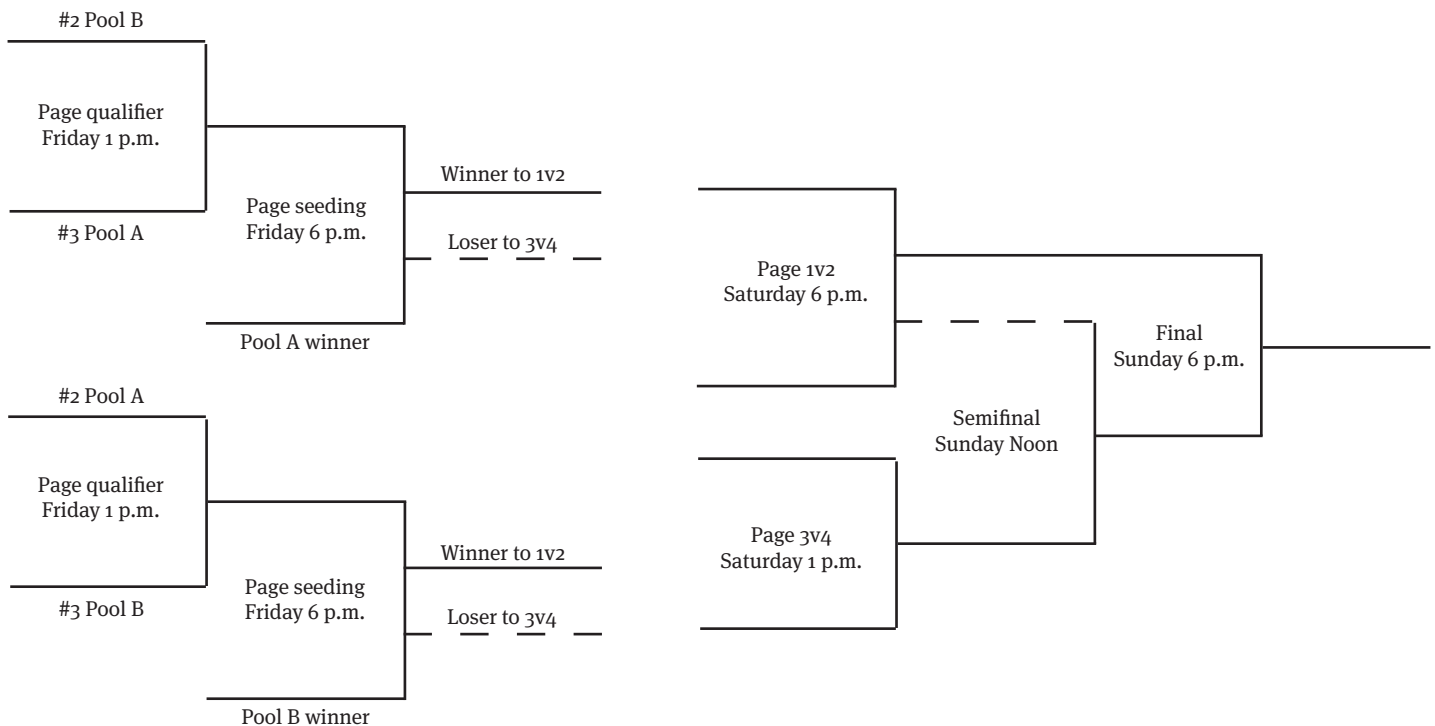 #2 Pool B
Page qualifier
Friday 1 p.m.
#3 Pool A
Page seeding
Friday 6 p.m.
Winner to 1v2
Loser to 3v4
Pool A winner
#2 Pool A
Page qualifier
Friday 1 p.m.
#3 Pool B
Page seeding
Friday 6 p.m.
Winner to 1v2
Loser to 3v4
Pool B winner
Page 1v2
Saturday 6 p.m.
Page 3v4
Saturday 1 p.m.
Semifinal
Sunday Noon
Final
Sunday 6 p.m.